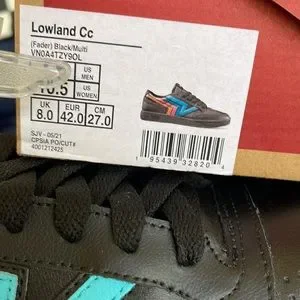 Lowland Cc
(Fader) Black/Multi
VN0A4TZY9OL
US
MEN
10.5
US
WOMEN
UK
8.0
EUR
42.0
CM
27.0
SJV - 05/21
CPSIA PO/CUT#
4001212425
1 95439 32820 4